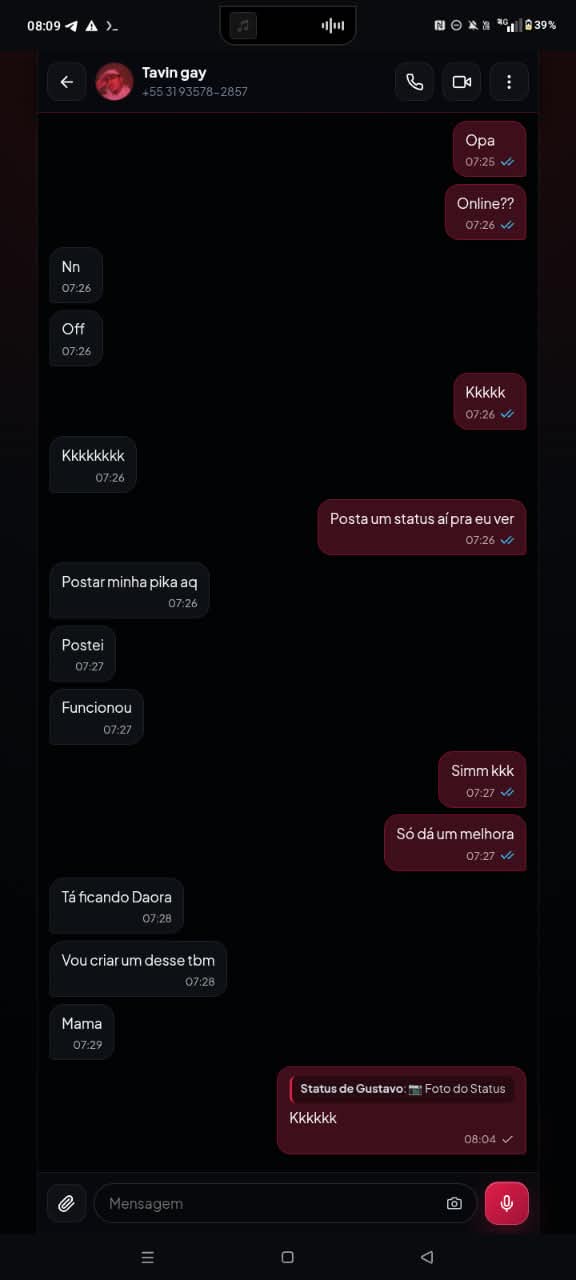 08:09
4G
39%
Tavin gay
+55 31 93578-2857
Opa
07:25
Online??
07:26
Nn
07:26
Off
07:26
Kkkkk
07:26
Kkkkkkkk
07:26
Posta um status aí pra eu ver
07:26
Postar minha pika aq
07:26
Postei
07:27
Funcionou
07:27
Simm kkk
07:27
Só dá um melhora
07:27
Tá ficando Daora
07:28
Vou criar um desse tbm
07:28
Mama
07:29
Status de Gustavo: 📷 Foto do Status
Kkkkkk
08:04
Mensagem